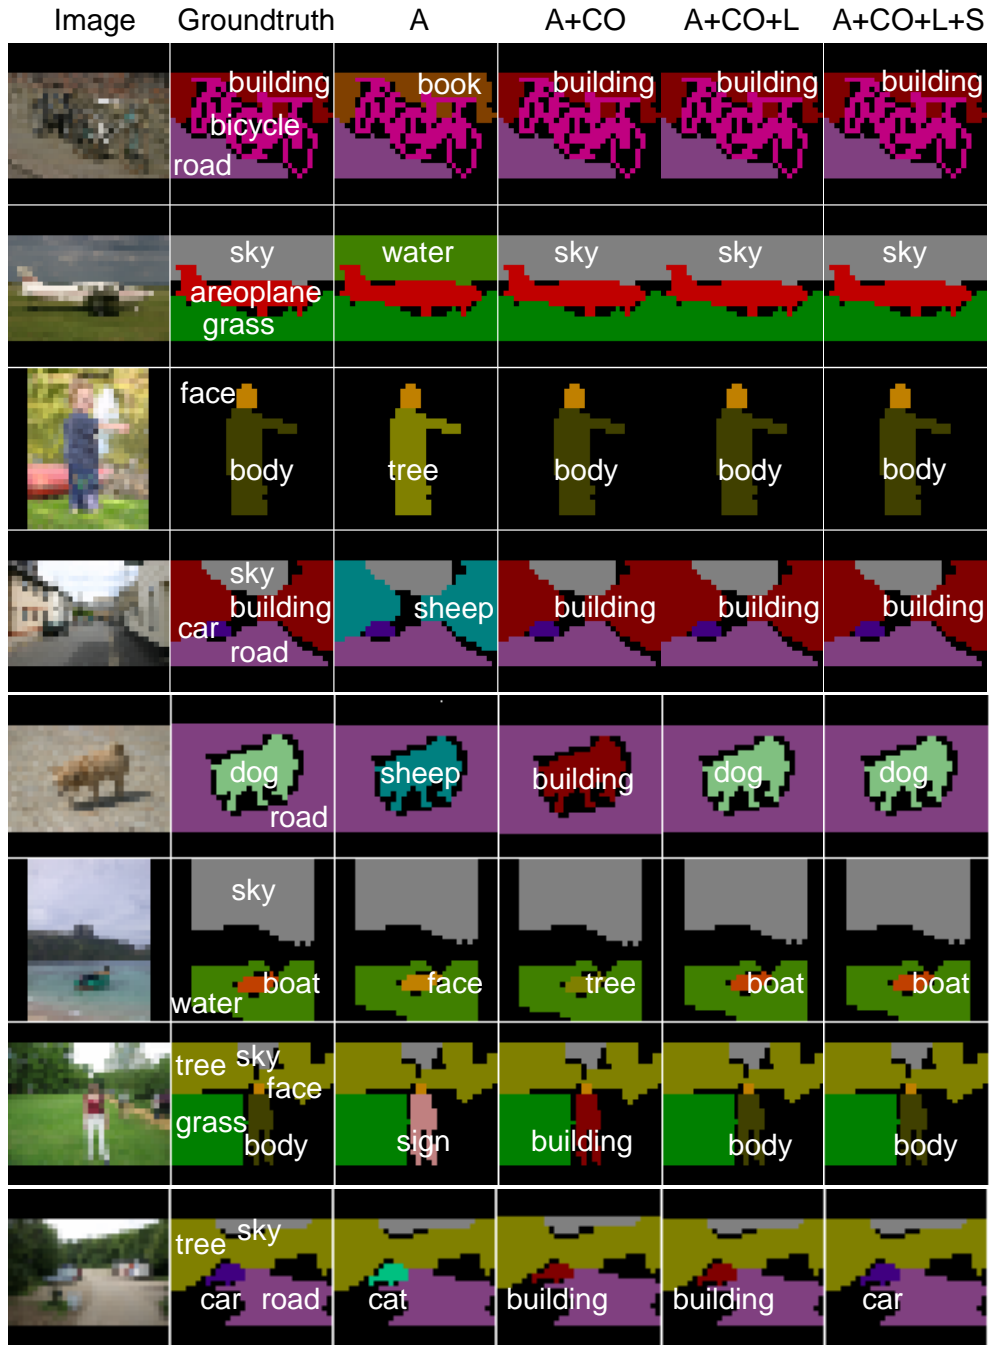 Image Groundtruth A A+CO A+CO+L A+CO+L+S
building book building building building
bicycle
road
sky water sky sky sky
areoplane
grass
face
body tree body body body
sky
building sheep building building building
car
road
dog sheep building dog dog
road
sky
boat face tree boat boat
water
tree sky
face
grass
body sign building body body
sky
tree
car road cat building building car